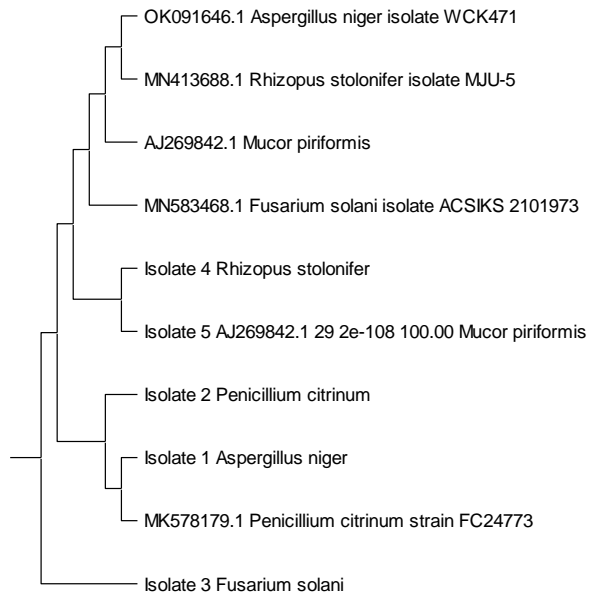 OK091646.1 Aspergillus niger isolate WCK471
MN413688.1 Rhizopus stolonifer isolate MJU-5
AJ269842.1 Mucor piriformis
MN583468.1 Fusarium solani isolate ACSIKS 2101973
Isolate 4 Rhizopus stolonifer
Isolate 5 AJ269842.1 29 2e-108 100.00 Mucor piriformis
Isolate 2 Penicillium citrinum
Isolate 1 Aspergillus niger
MK578179.1 Penicillium citrinum strain FC24773
Isolate 3 Fusarium solani